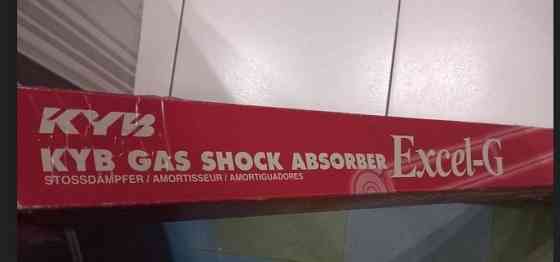 KYB
KYB GAS SHOCK ABSORBER Excel-G
STOSSDÄMPFER / AMORTISSEUR / AMORTIGUADORES